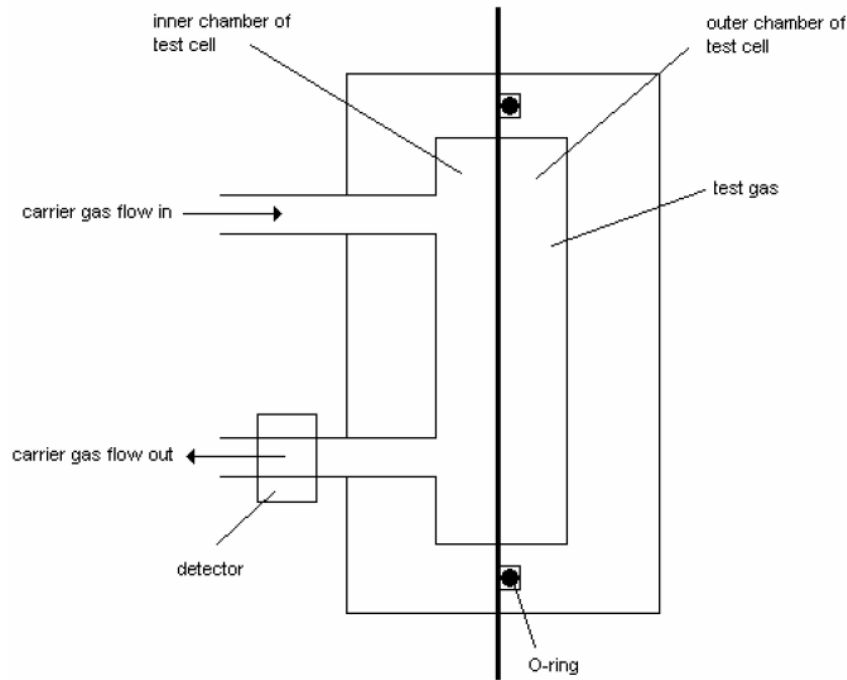 inner chamber of
test cell
outer chamber of
test cell
test gas
carrier gas flow in
carrier gas flow out
detector
O-ring